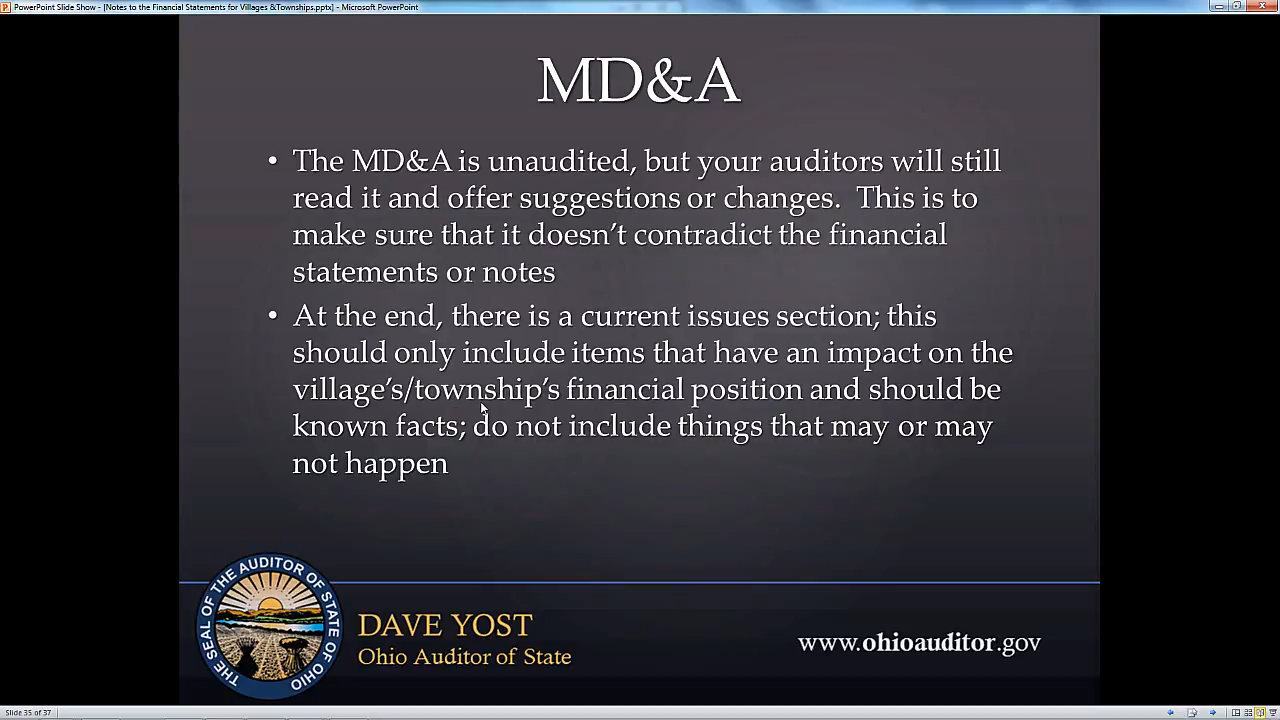 PowerPoint Slide Show - [Notes to the Financial Statements for Villages &Townships.pptx] - Microsoft PowerPoint
MD&A
• The MD&A is unaudited, but your auditors will still
read it and offer suggestions or changes.  This is to
make sure that it doesn’t contradict the financial
statements or notes
• At the end, there is a current issues section; this
should only include items that have an impact on the
village’s/township’s financial position and should be
known facts; do not include things that may or may
not happen
THE SEAL OF THE AUDITOR OF STATE OF OHIO
DAVE YOST
Ohio Auditor of State
www.ohioauditor.gov
Slide 35 of 37